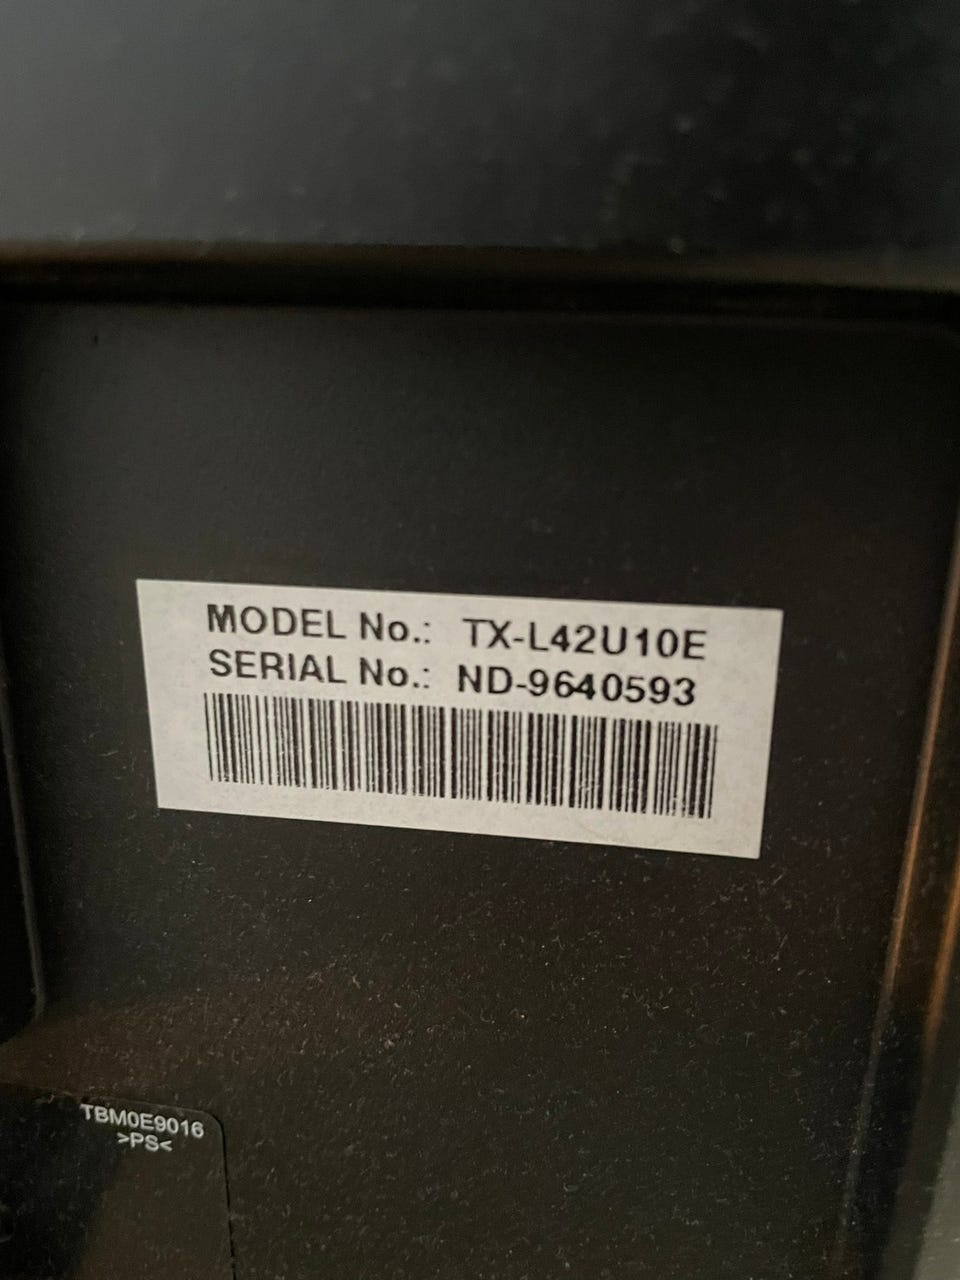 MODEL No.: TX-L42U10E
SERIAL No.: ND-9640593
TBM0E9016
>PS<